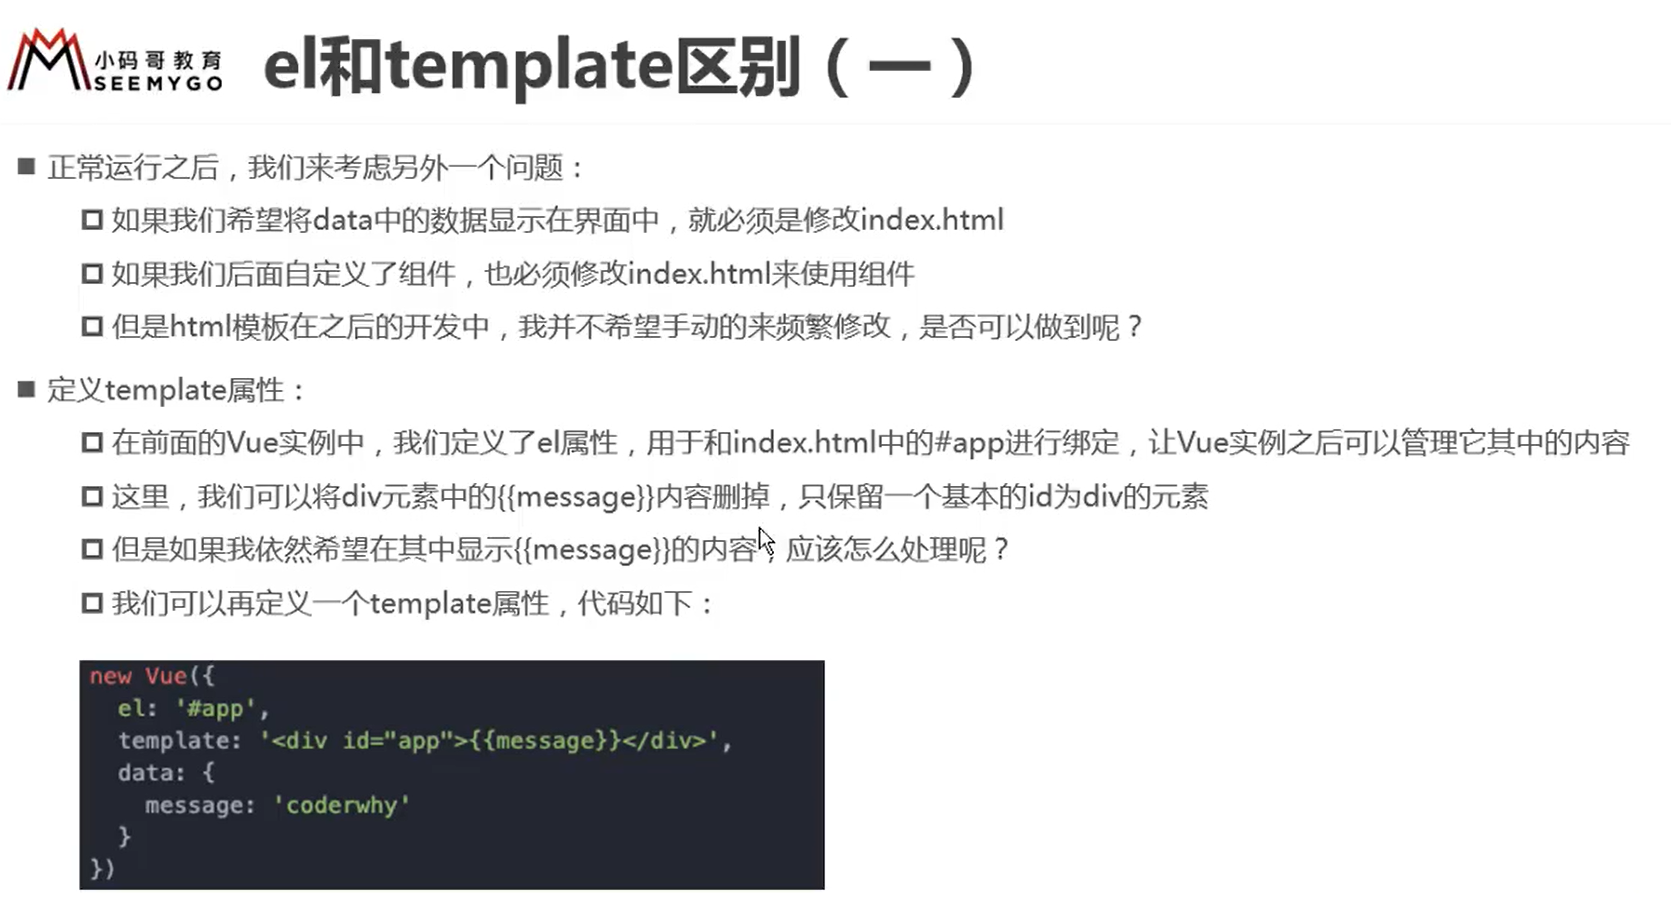 小码哥教育
SEEMYGO
el和template区别（一）
正常运行之后，我们来考虑另外一个问题：
如果我们希望将data中的数据显示在界面中，就必须是修改index.html
如果我们后面自定义了组件，也必须修改index.html来使用组件
但是html模板在之后的开发中，我并不希望手动的来频繁修改，是否可以做到呢？
定义template属性：
在前面的Vue实例中，我们定义了el属性，用于和index.html中的#app进行绑定，让Vue实例之后可以管理它其中的内容
这里，我们可以将div元素中的{{message}}内容删掉，只保留一个基本的id为div的元素
但是如果我依然希望在其中显示{{message}}的内容，应该怎么处理呢？
我们可以再定义一个template属性，代码如下：
new Vue({
  el: '#app',
  template: '<div id="app">{{message}}</div>',
  data: {
    message: 'coderwhy'
  }
})